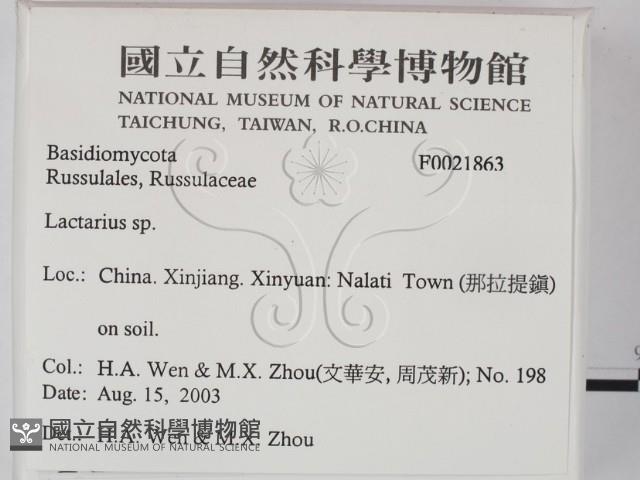 國立自然科學博物館
NATIONAL MUSEUM OF NATURAL SCIENCE
TAICHUNG, TAIWAN, R.O.CHINA
Basidiomycota F0021863
Russulales, Russulaceae
Lactarius sp.
Loc.: China. Xinjiang. Xinyuan: Nalati Town (那拉提鎮)
on soil.
Col.: H.A. Wen & M.X. Zhou(文華安, 周茂新); No. 198
Date: Aug. 15, 2003
Det.: H.A. Wen & M.X. Zhou
國立自然科學博物館
NATIONAL MUSEUM OF NATURAL SCIENCE